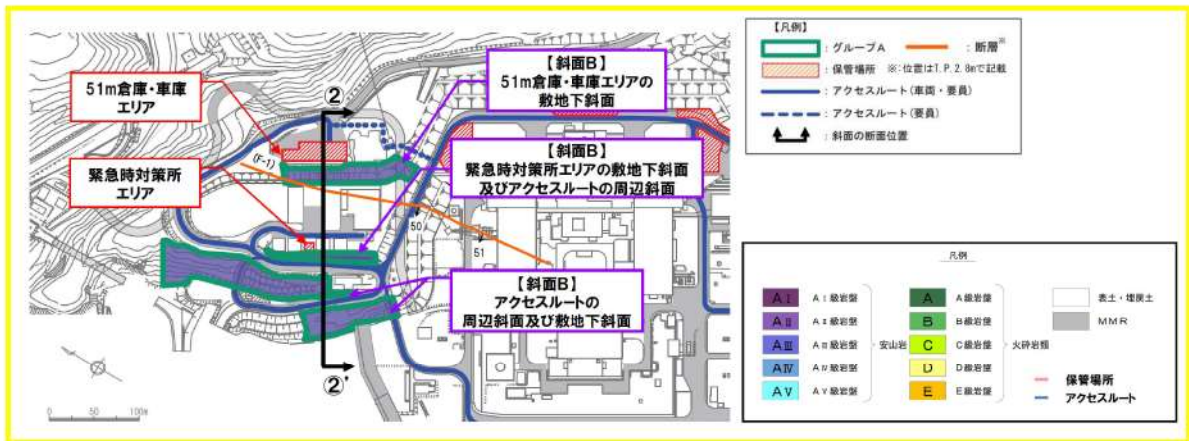 【斜面B】
51m倉庫・車庫エリアの
敷地下斜面
51m倉庫・車庫
エリア
②
(F-1)
【斜面B】
緊急時対策所エリアの敷地下斜面
及びアクセスルートの周辺斜面
緊急時対策所
エリア
50
51
【斜面B】
アクセスルートの
周辺斜面及び敷地下斜面
②'
0 50 100m
【凡例】
：グループA
：断層※
：保管場所 ※：位置はT.P.2.8mで記載
：アクセスルート(車両・要員)
：アクセスルート(要員)
：斜面の断面位置
凡例
AⅠ AⅠ級岩盤
AⅡ AⅡ級岩盤
AⅢ AⅢ級岩盤
AⅣ AⅣ級岩盤
AⅤ AⅤ級岩盤
安山岩
A A級岩盤
B B級岩盤
C C級岩盤
D D級岩盤
E E級岩盤
火砕岩類
表土・埋戻土
MMR
保管場所
アクセスルート